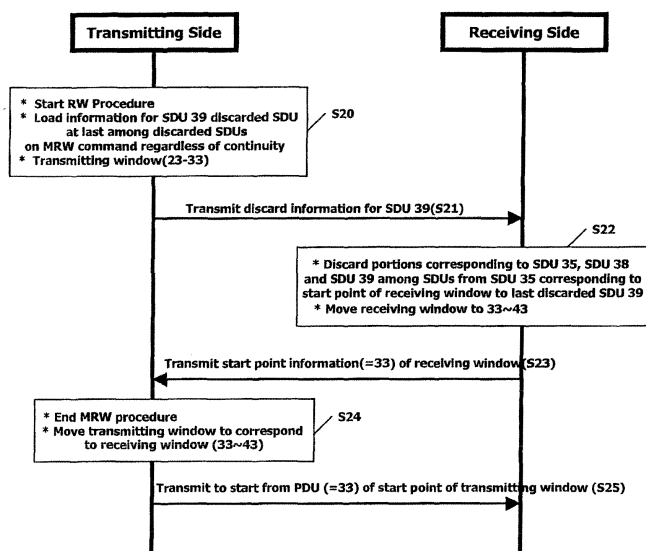 Transmitting Side
Receiving Side
* Start RW Procedure
* Load information for SDU 39 discarded SDU
at last among discarded SDUs
on MRW command regardless of continuity
* Transmitting window(23-33)
S20
Transmit discard information for SDU 39(S21)
S22
* Discard portions corresponding to SDU 35, SDU 38
and SDU 39 among SDUs from SDU 35 corresponding to
start point of receiving window to last discarded SDU 39
* Move receiving window to 33~43
Transmit start point information(=33) of receiving window(S23)
* End MRW procedure
* Move transmitting window to correspond
to receiving window (33~43)
S24
Transmit to start from PDU (=33) of start point of transmitting window (S25)